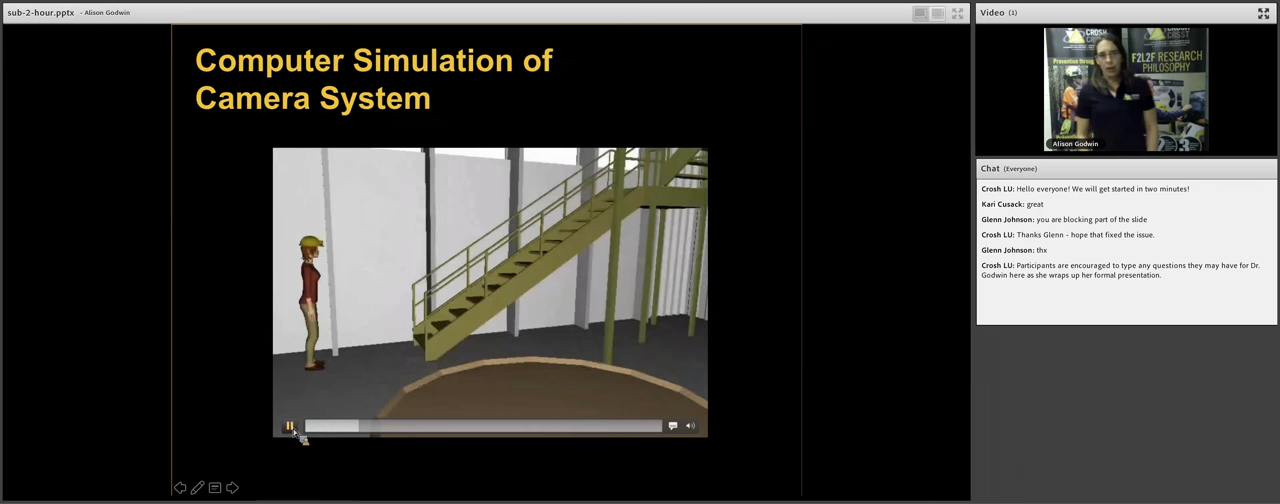 sub-2-hour.pptx - Alison Godwin
Computer Simulation of
Camera System
Video (1)
CROSH
CRSST
F2L2F RESEARCH
PHILOSOPHY
Alison Godwin
Chat (Everyone)
Crosh LU: Hello everyone! We will get started in two minutes!
Kari Cusack: great
Glenn Johnson: you are blocking part of the slide
Crosh LU: Thanks Glenn - hope that fixed the issue.
Glenn Johnson: thx
Crosh LU: Participants are encouraged to type any questions they may have for Dr.
Godwin here as she wraps up her formal presentation.